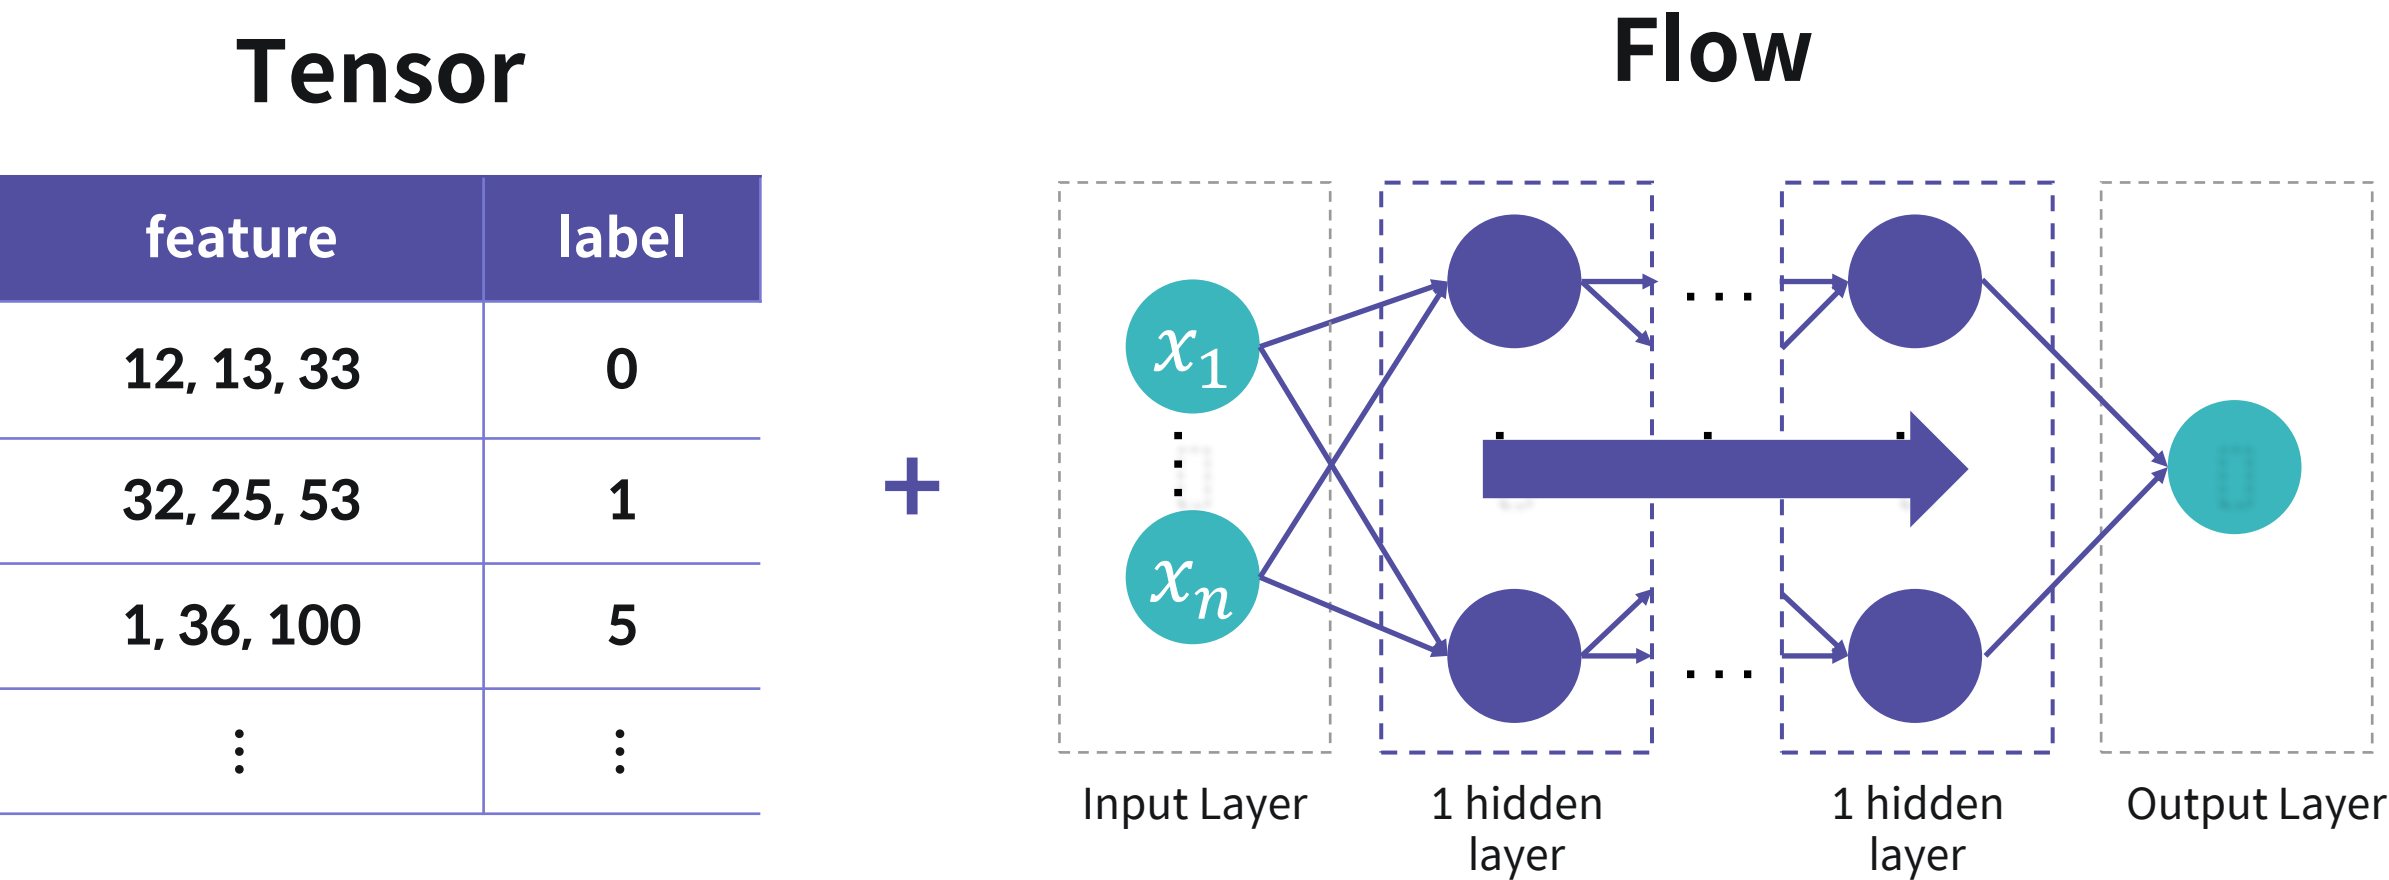 Tensor
Flow
feature label
12, 13, 33 0
32, 25, 53 1
1, 36, 100 5
⋮ ⋮
+
x₁
⋮
xₙ
. . .
. . .
Input Layer
1 hidden
layer
1 hidden
layer
Output Layer